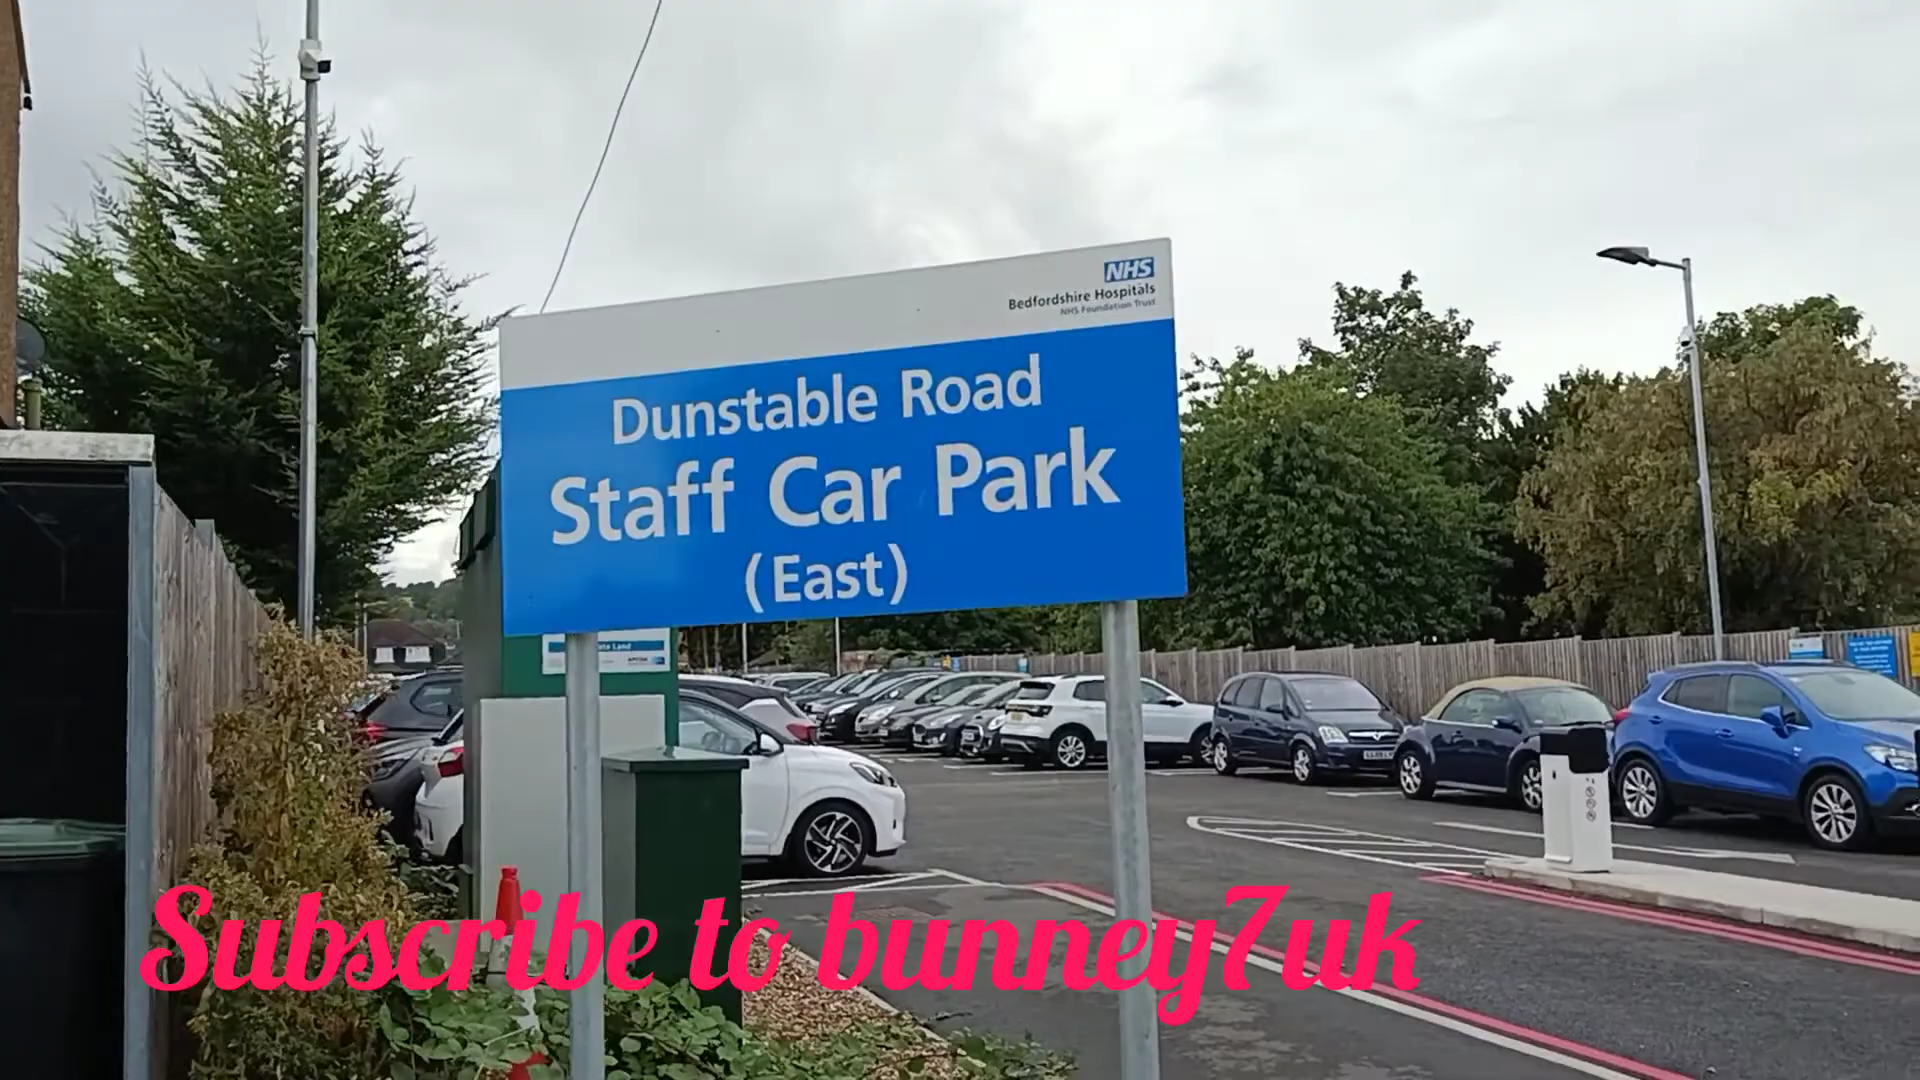 NHS
Bedfordshire Hospitals
NHS Foundation Trust
Dunstable Road
Staff Car Park
(East)
Subscribe to bunney7uk